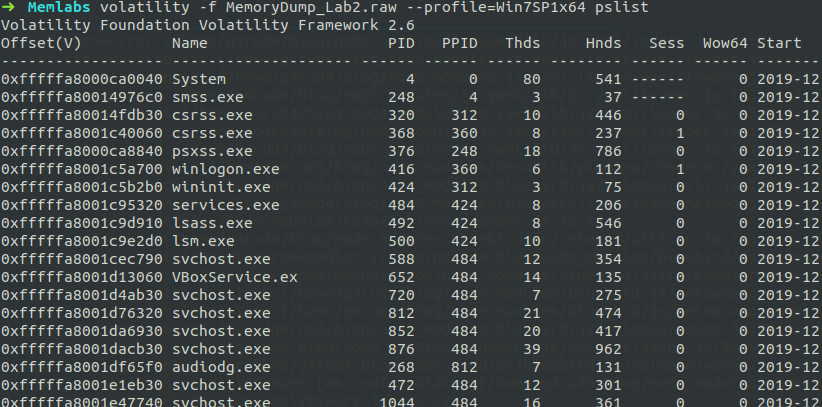 ➜ Memlabs volatility -f MemoryDump_Lab2.raw --profile=Win7SP1x64 pslist
Volatility Foundation Volatility Framework 2.6
Offset(V) Name PID PPID Thds Hnds Sess Wow64 Start
------------------ -------------------- ------ ------ ------ -------- ------ ------ --------
0xfffffa8000ca0040 System 4 0 80 541 ------ 0 2019-12
0xfffffa80014976c0 smss.exe 248 4 3 37 ------ 0 2019-12
0xfffffa80014fdb30 csrss.exe 320 312 10 446 0 0 2019-12
0xfffffa8001c40060 csrss.exe 368 360 8 237 1 0 2019-12
0xfffffa8000ca8840 psxss.exe 376 248 18 786 0 0 2019-12
0xfffffa8001c5a700 winlogon.exe 416 360 6 112 1 0 2019-12
0xfffffa8001c5b2b0 wininit.exe 424 312 3 75 0 0 2019-12
0xfffffa8001c95320 services.exe 484 424 8 206 0 0 2019-12
0xfffffa8001c9d910 lsass.exe 492 424 8 546 0 0 2019-12
0xfffffa8001c9e2d0 lsm.exe 500 424 10 181 0 0 2019-12
0xfffffa8001cec790 svchost.exe 588 484 12 354 0 0 2019-12
0xfffffa8001d13060 VBoxService.ex 652 484 14 135 0 0 2019-12
0xfffffa8001d4ab30 svchost.exe 720 484 7 275 0 0 2019-12
0xfffffa8001d76320 svchost.exe 812 484 21 474 0 0 2019-12
0xfffffa8001da6930 svchost.exe 852 484 20 417 0 0 2019-12
0xfffffa8001dacb30 svchost.exe 876 484 39 962 0 0 2019-12
0xfffffa8001df65f0 audiodg.exe 268 812 7 131 0 0 2019-12
0xfffffa8001e1eb30 svchost.exe 472 484 12 301 0 0 2019-12
0xfffffa8001e47740 svchost.exe 1044 484 16 361 0 0 2019-12